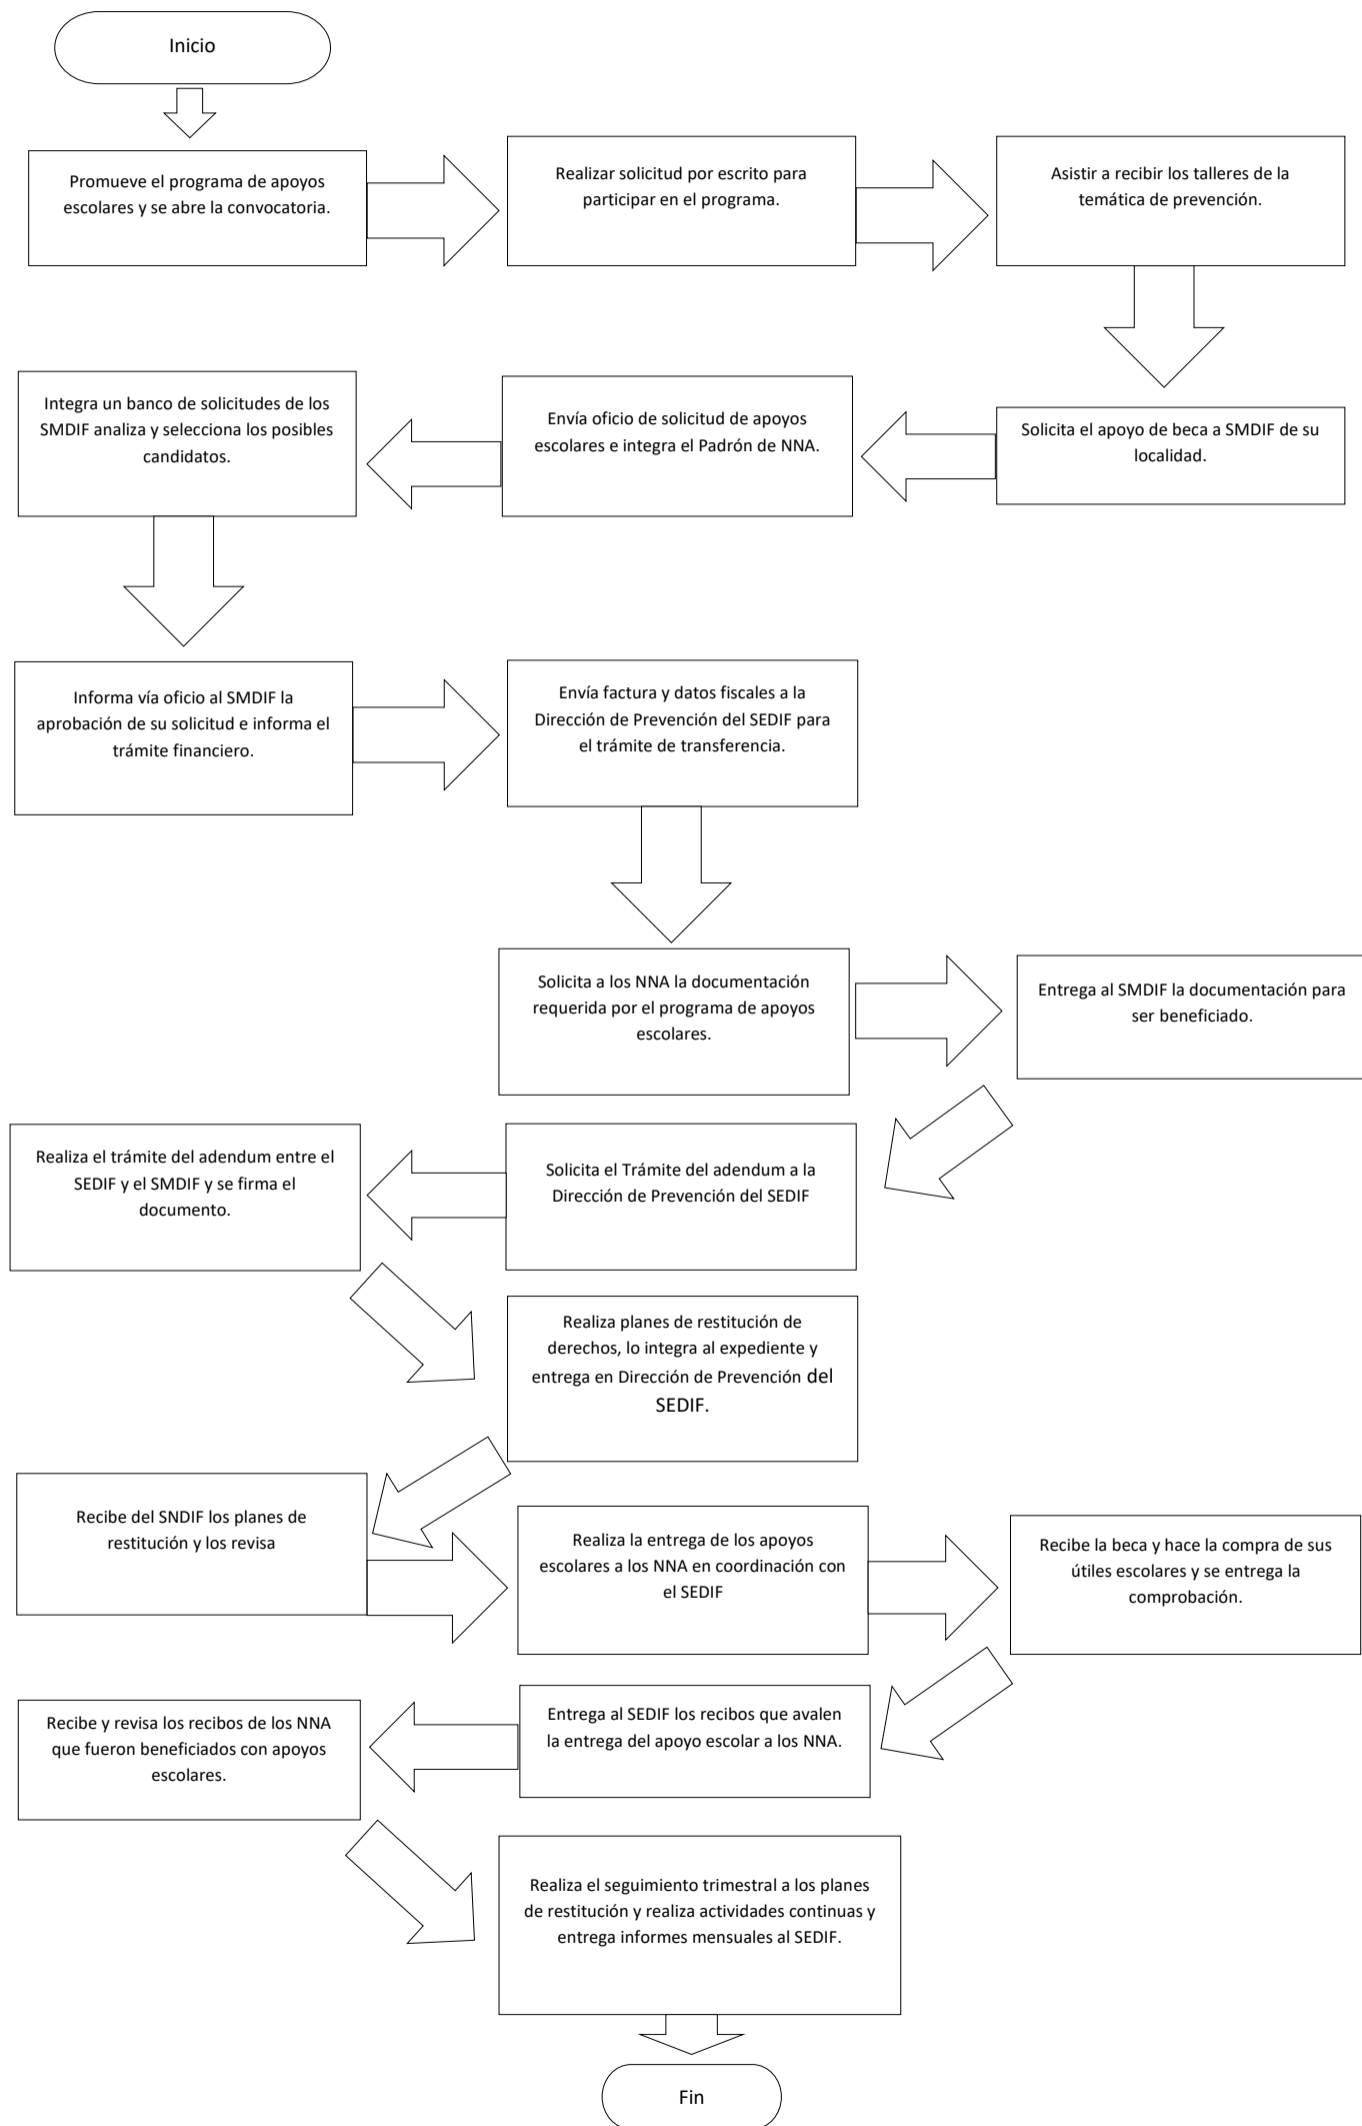 Inicio
Promueve el programa de apoyos
escolares y se abre la convocatoria.
Realizar solicitud por escrito para
participar en el programa.
Asistir a recibir los talleres de la
temática de prevención.
Solicita el apoyo de beca a SMDIF de su
localidad.
Envía oficio de solicitud de apoyos
escolares e integra el Padrón de NNA.
Integra un banco de solicitudes de los
SMDIF analiza y selecciona los posibles
candidatos.
Informa vía oficio al SMDIF la
aprobación de su solicitud e informa el
trámite financiero.
Envía factura y datos fiscales a la
Dirección de Prevención del SEDIF para
el trámite de transferencia.
Solicita a los NNA la documentación
requerida por el programa de apoyos
escolares.
Entrega al SMDIF la documentación para
ser beneficiado.
Solicita el Trámite del adendum a la
Dirección de Prevención del SEDIF
Realiza el trámite del adendum entre el
SEDIF y el SMDIF y se firma el
documento.
Realiza planes de restitución de
derechos, lo integra al expediente y
entrega en Dirección de Prevención del
SEDIF.
Recibe del SNDIF los planes de
restitución y los revisa
Realiza la entrega de los apoyos
escolares a los NNA en coordinación con
el SEDIF
Recibe la beca y hace la compra de sus
útiles escolares y se entrega la
comprobación.
Entrega al SEDIF los recibos que avalen
la entrega del apoyo escolar a los NNA.
Recibe y revisa los recibos de los NNA
que fueron beneficiados con apoyos
escolares.
Realiza el seguimiento trimestral a los planes
de restitución y realiza actividades continuas y
entrega informes mensuales al SEDIF.
Fin